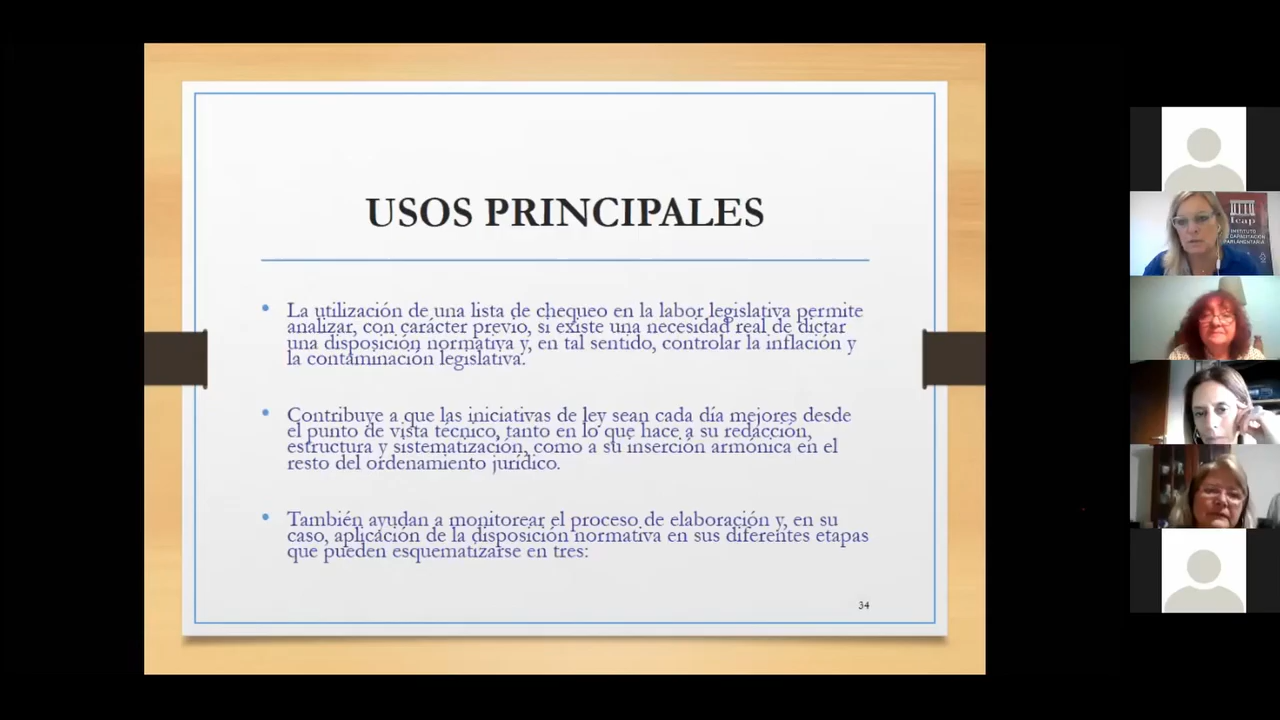 USOS PRINCIPALES
• La utilización de una lista de chequeo en la labor legislativa permite
analizar, con carácter previo, si existe una necesidad real de dictar
una disposición normativa y, en tal sentido, controlar la inflación y
la contaminación legislativa.
• Contribuye a que las iniciativas de ley sean cada día mejores desde
el punto de vista técnico, tanto en lo que hace a su redacción,
estructura y sistematización, como a su inserción armónica en el
resto del ordenamiento jurídico.
• También ayudan a monitorear el proceso de elaboración y, en su
caso, aplicación de la disposición normativa en sus diferentes etapas
que pueden esquematizarse en tres:
34
Icap
INSTITUTO
DE CAPACITACIÓN
PARLAMENTARIA